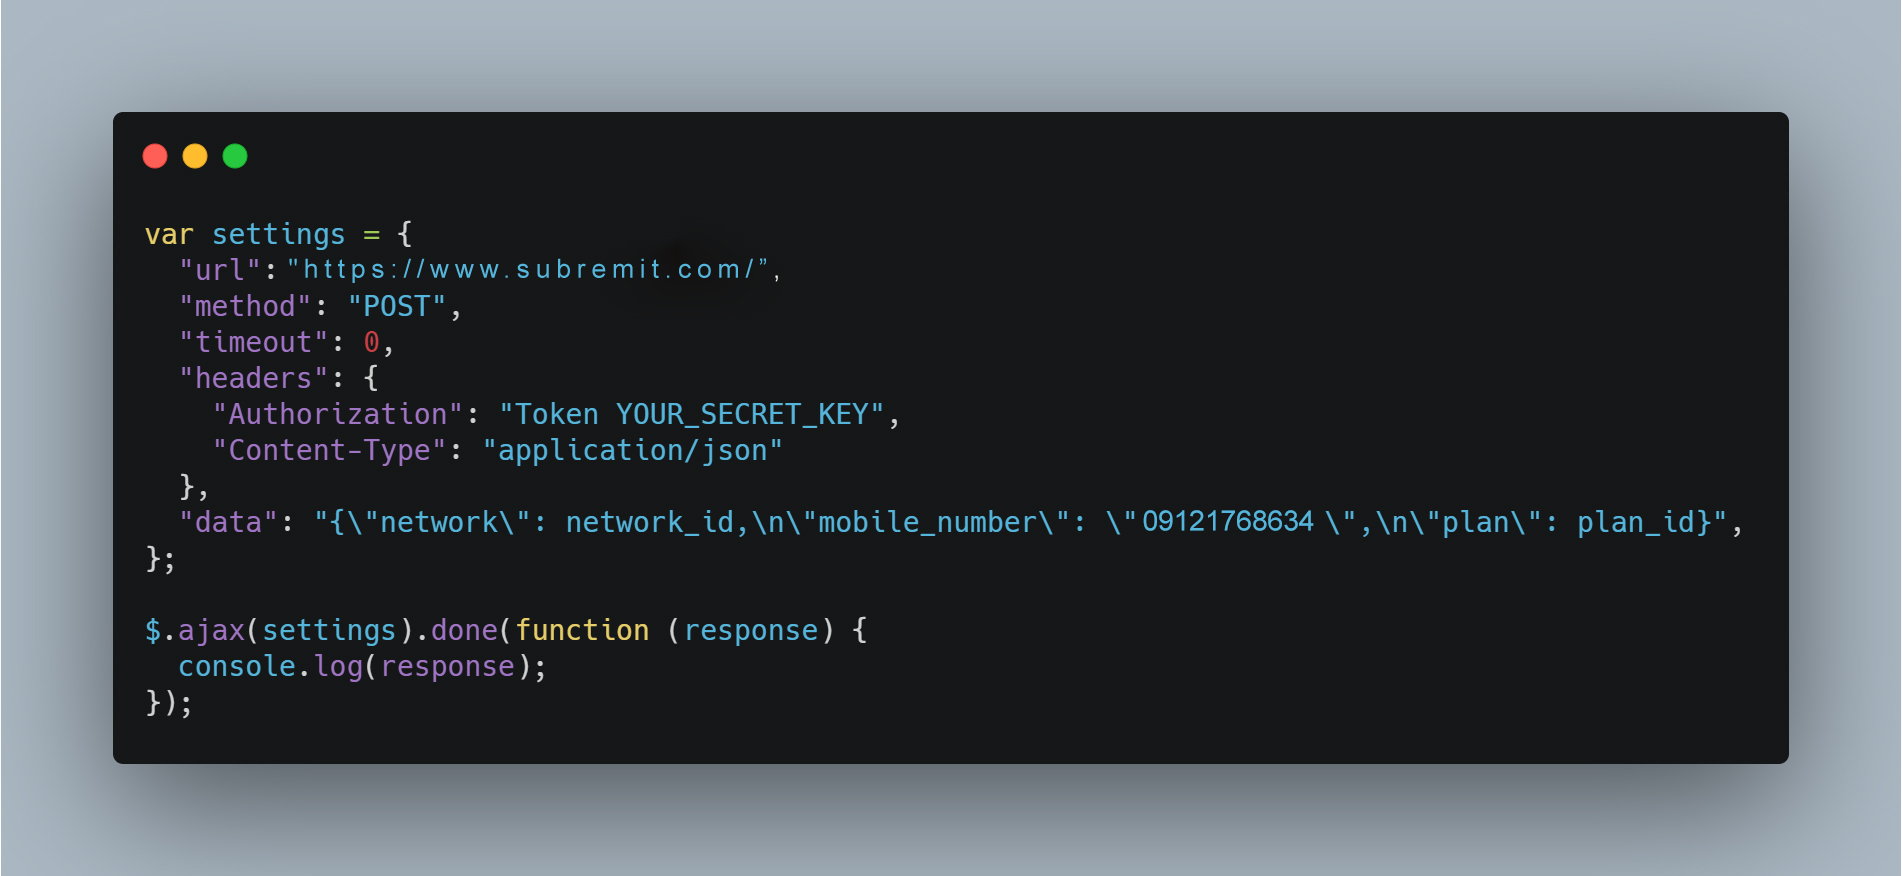 var settings = {
  "url": "https://www.subremit.com/”,
  "method": "POST",
  "timeout": 0,
  "headers": {
    "Authorization": "Token YOUR_SECRET_KEY",
    "Content-Type": "application/json"
  },
  "data": "{\"network\": network_id,\n\"mobile_number\": \"09121768634 \",\n\"plan\": plan_id}",
};

$.ajax(settings).done(function (response) {
  console.log(response);
});